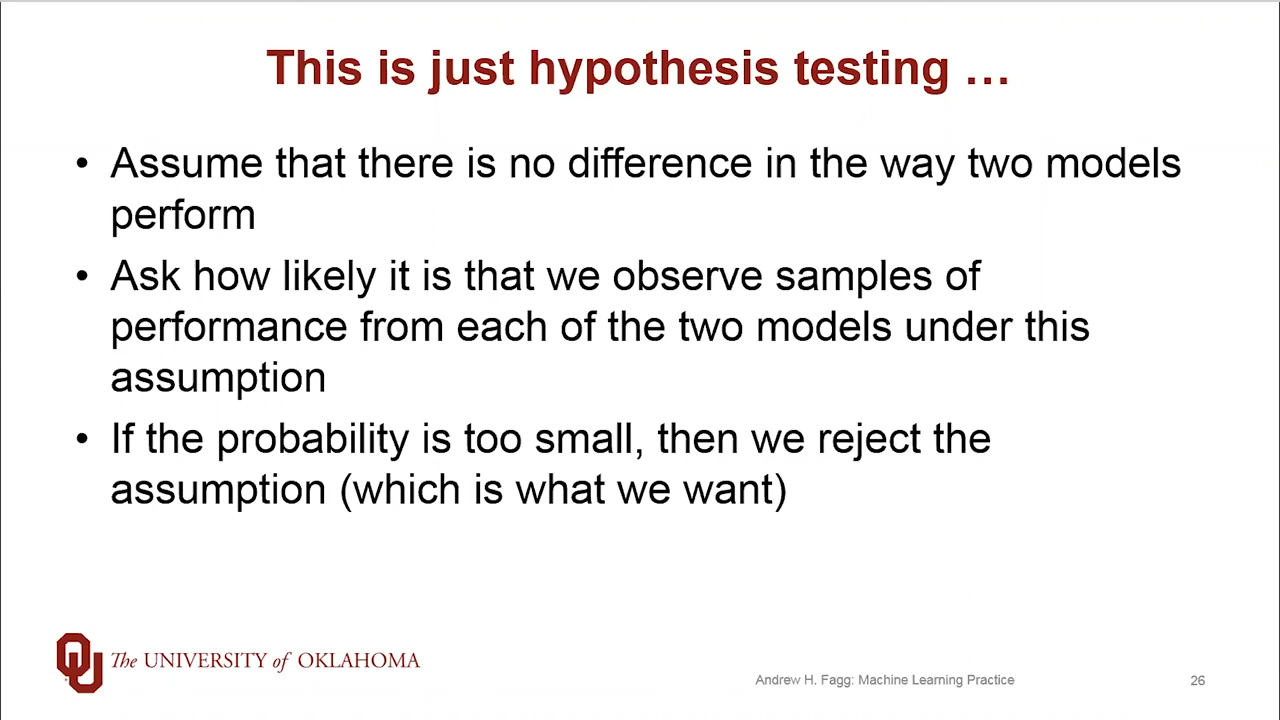 This is just hypothesis testing …
• Assume that there is no difference in the way two models
perform
• Ask how likely it is that we observe samples of
performance from each of the two models under this
assumption
• If the probability is too small, then we reject the
assumption (which is what we want)
The UNIVERSITY of OKLAHOMA
Andrew H. Fagg: Machine Learning Practice
26